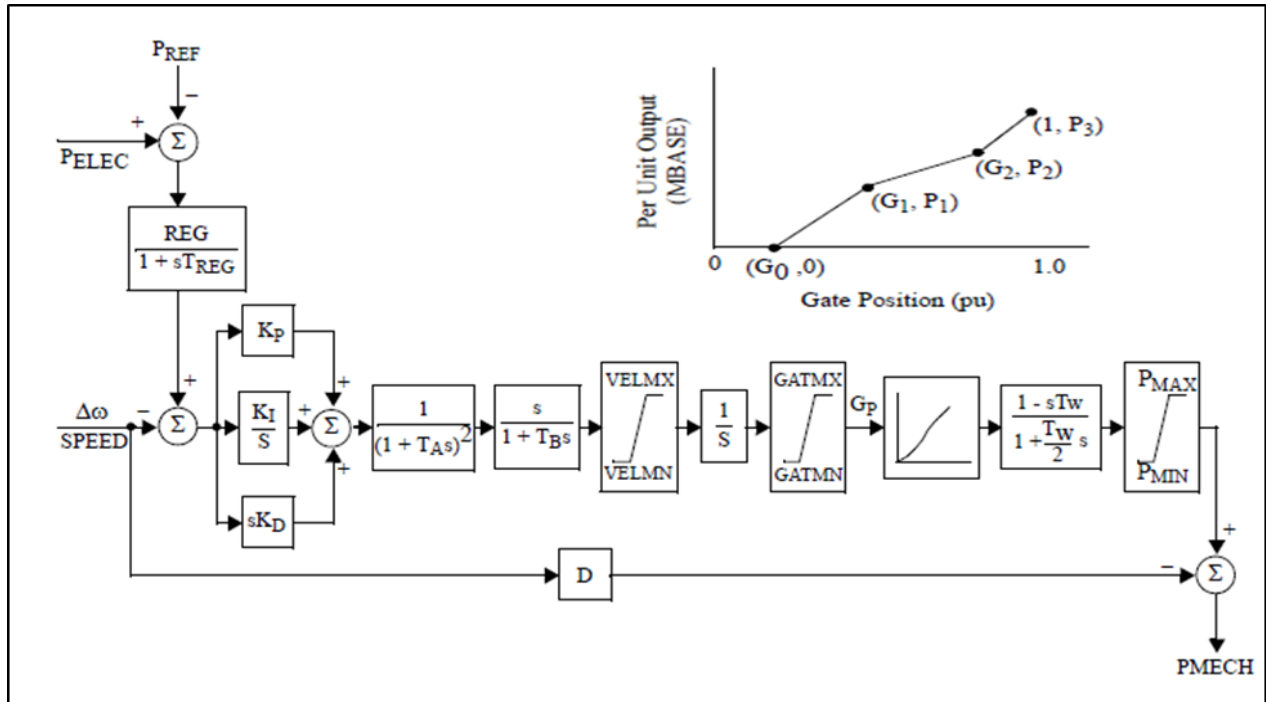 P_REF
−
+
P_ELEC
Σ
REG
1 + sT_REG
+
Δω
SPEED
−
Σ
K_P
K_I
S
sK_D
+
+
+
Σ
1
(1 + T_A s)²
s
1 + T_B s
VELMX
VELMN
1
S
GATMX
GATMN
G_P
1 - sTw
1 + T_W/2 s
P_MAX
P_MIN
D
+
−
Σ
PMECH
Per Unit Output
(MBASE)
(1, P₃)
(G₂, P₂)
(G₁, P₁)
(G₀ ,0)
0
1.0
Gate Position (pu)